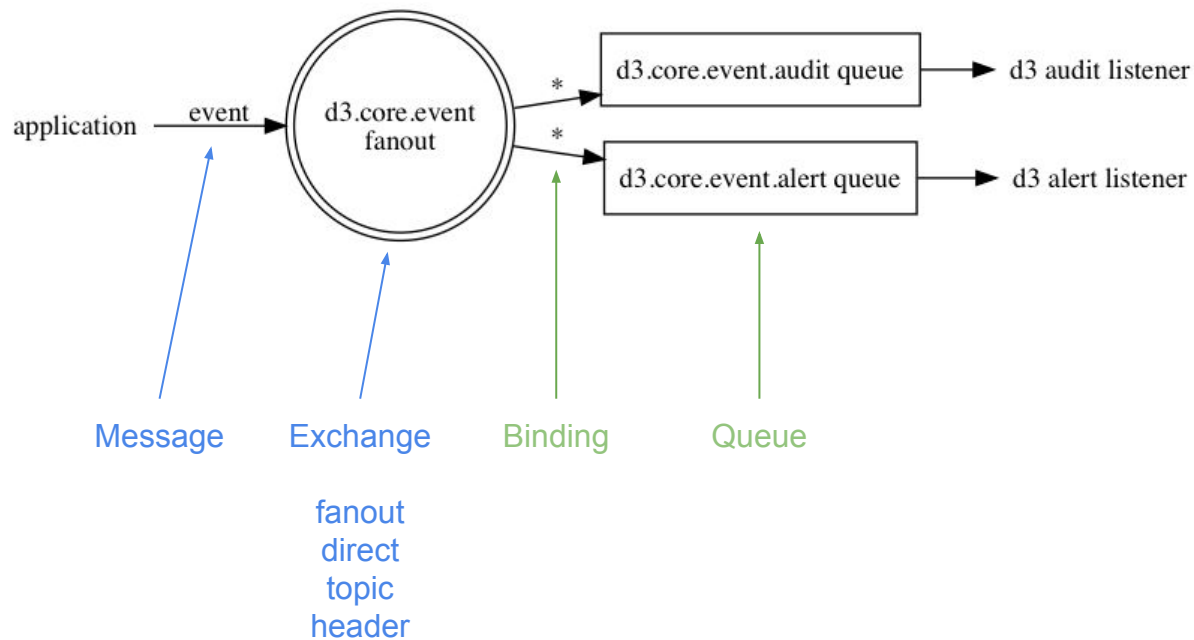 application
event
d3.core.event
fanout
*
*
d3.core.event.audit queue
d3 audit listener
d3.core.event.alert queue
d3 alert listener
Message
Exchange
Binding
Queue
fanout
direct
topic
header